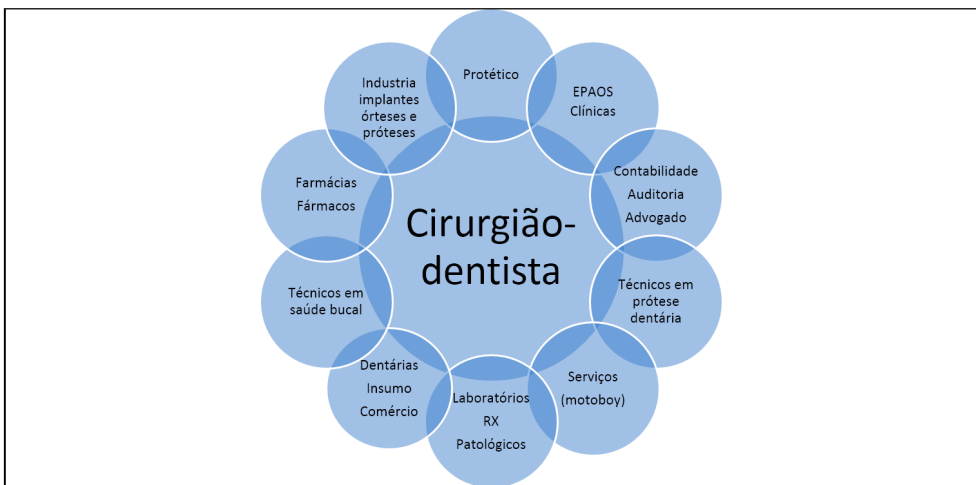 Protético
EPAOS
Clínicas
Contabilidade
Auditoria
Advogado
Técnicos em
prótese
dentária
Serviços
(motoboy)
Laboratórios
RX
Patológicos
Dentárias
Insumo
Comércio
Técnicos em
saúde bucal
Farmácias
Fármacos
Industria
implantes
órteses e
próteses
Cirurgião-
dentista